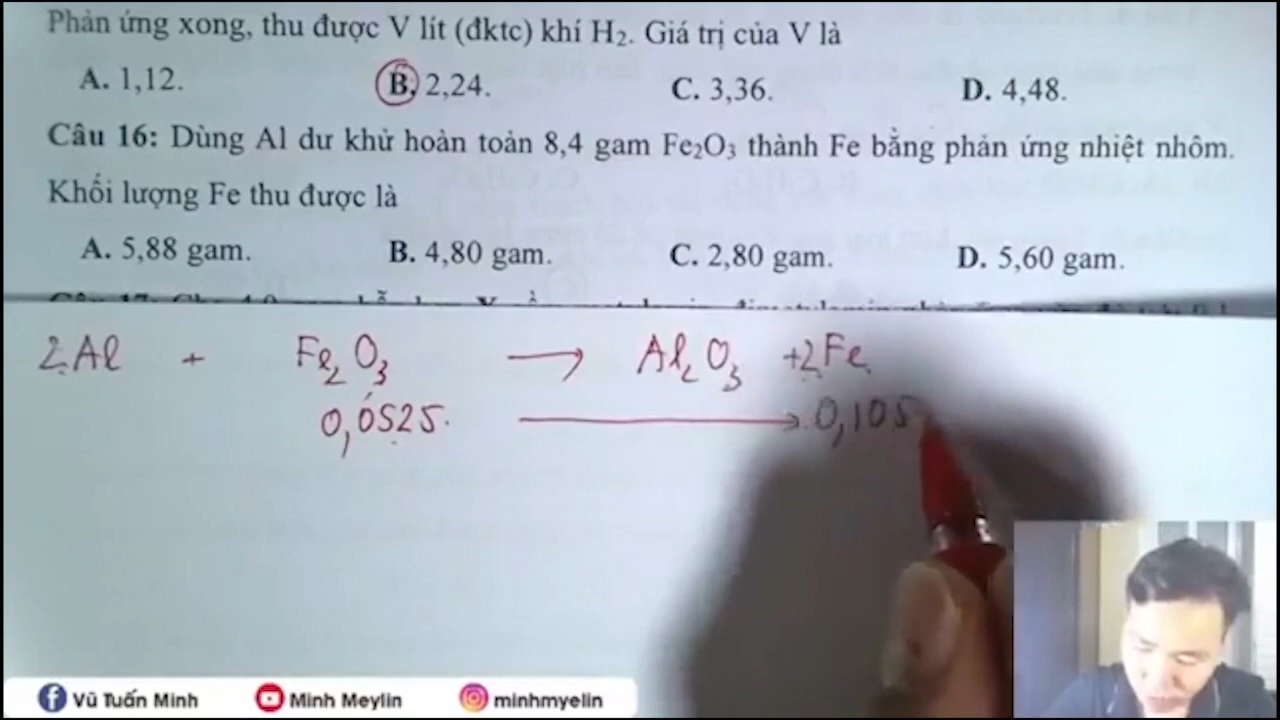 Phản ứng xong, thu được V lít (đktc) khí H₂. Giá trị của V là
A. 1,12. B. 2,24. C. 3,36. D. 4,48.
Câu 16: Dùng Al dư khử hoàn toàn 8,4 gam Fe₂O₃ thành Fe bằng phản ứng nhiệt nhôm.
Khối lượng Fe thu được là
A. 5,88 gam. B. 4,80 gam. C. 2,80 gam. D. 5,60 gam.
2Al + Fe₂O₃ → Al₂O₃ + 2Fe
0,0525 → 0,105
Vũ Tuấn Minh Minh Meylin minhmyelin